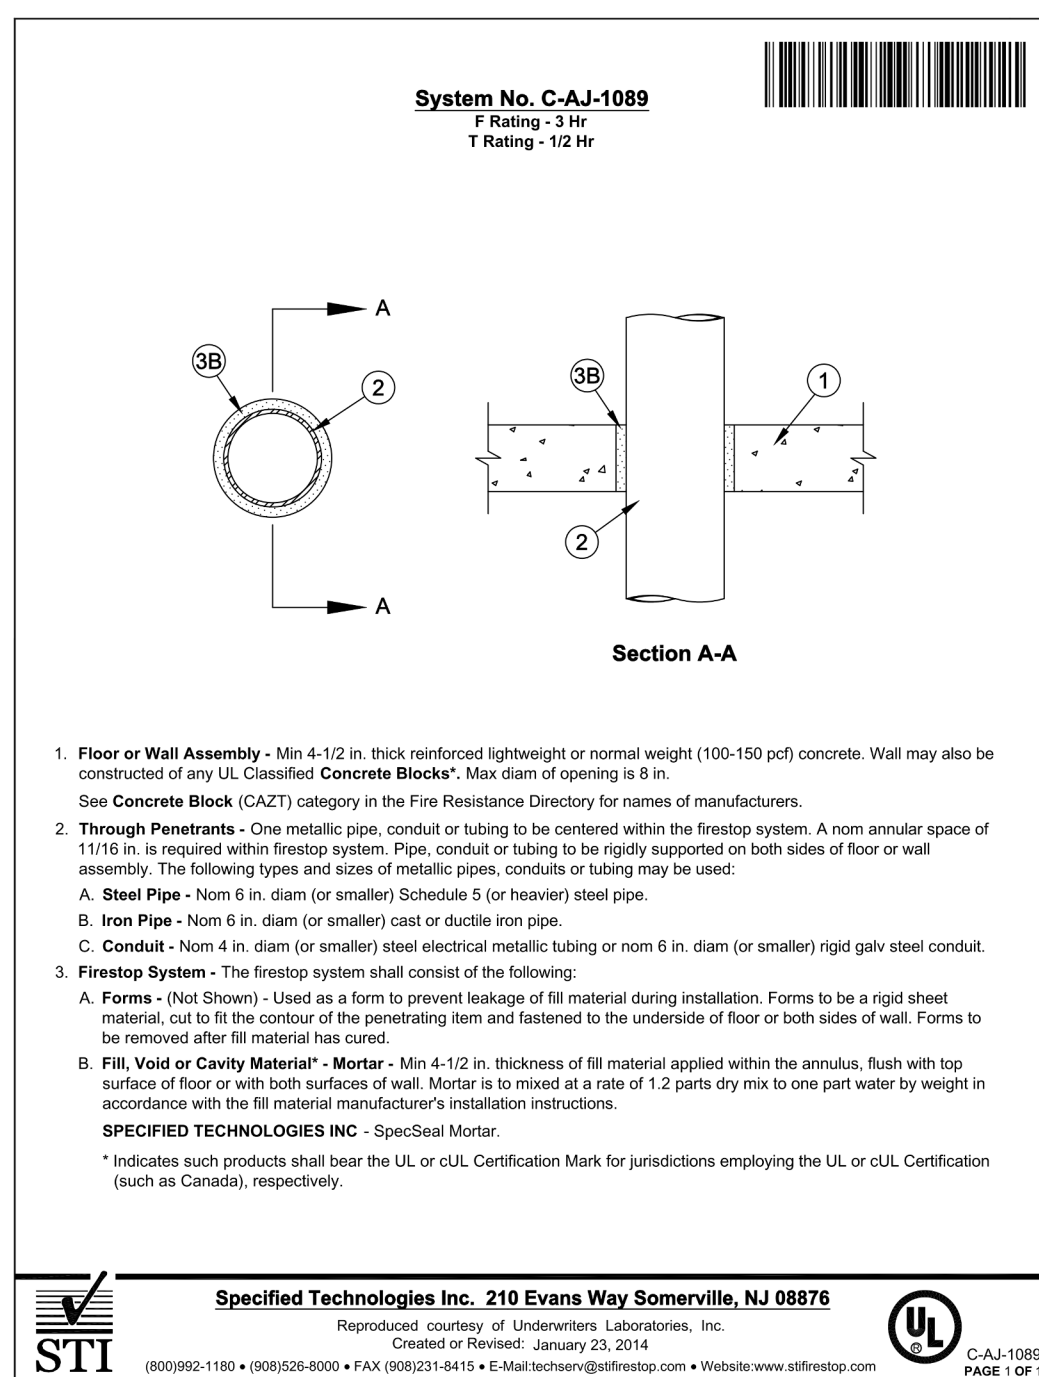 System No. C-AJ-1089
F Rating - 3 Hr
T Rating - 1/2 Hr
A
3B
2
3B
1
2
A
Section A-A
1. Floor or Wall Assembly - Min 4-1/2 in. thick reinforced lightweight or normal weight (100-150 pcf) concrete. Wall may also be
constructed of any UL Classified Concrete Blocks*. Max diam of opening is 8 in.
See Concrete Block (CAZT) category in the Fire Resistance Directory for names of manufacturers.
2. Through Penetrants - One metallic pipe, conduit or tubing to be centered within the firestop system. A nom annular space of
11/16 in. is required within firestop system. Pipe, conduit or tubing to be rigidly supported on both sides of floor or wall
assembly. The following types and sizes of metallic pipes, conduits or tubing may be used:
A. Steel Pipe - Nom 6 in. diam (or smaller) Schedule 5 (or heavier) steel pipe.
B. Iron Pipe - Nom 6 in. diam (or smaller) cast or ductile iron pipe.
C. Conduit - Nom 4 in. diam (or smaller) steel electrical metallic tubing or nom 6 in. diam (or smaller) rigid galv steel conduit.
3. Firestop System - The firestop system shall consist of the following:
A. Forms - (Not Shown) - Used as a form to prevent leakage of fill material during installation. Forms to be a rigid sheet
material, cut to fit the contour of the penetrating item and fastened to the underside of floor or both sides of wall. Forms to
be removed after fill material has cured.
B. Fill, Void or Cavity Material* - Mortar - Min 4-1/2 in. thickness of fill material applied within the annulus, flush with top
surface of floor or with both surfaces of wall. Mortar is to mixed at a rate of 1.2 parts dry mix to one part water by weight in
accordance with the fill material manufacturer's installation instructions.
SPECIFIED TECHNOLOGIES INC - SpecSeal Mortar.
* Indicates such products shall bear the UL or cUL Certification Mark for jurisdictions employing the UL or cUL Certification
(such as Canada), respectively.
STI
Specified Technologies Inc. 210 Evans Way Somerville, NJ 08876
Reproduced courtesy of Underwriters Laboratories, Inc.
Created or Revised: January 23, 2014
(800)992-1180 • (908)526-8000 • FAX (908)231-8415 • E-Mail:techserv@stifirestop.com • Website:www.stifirestop.com
UL
®
C-AJ-1089
PAGE 1 OF 1